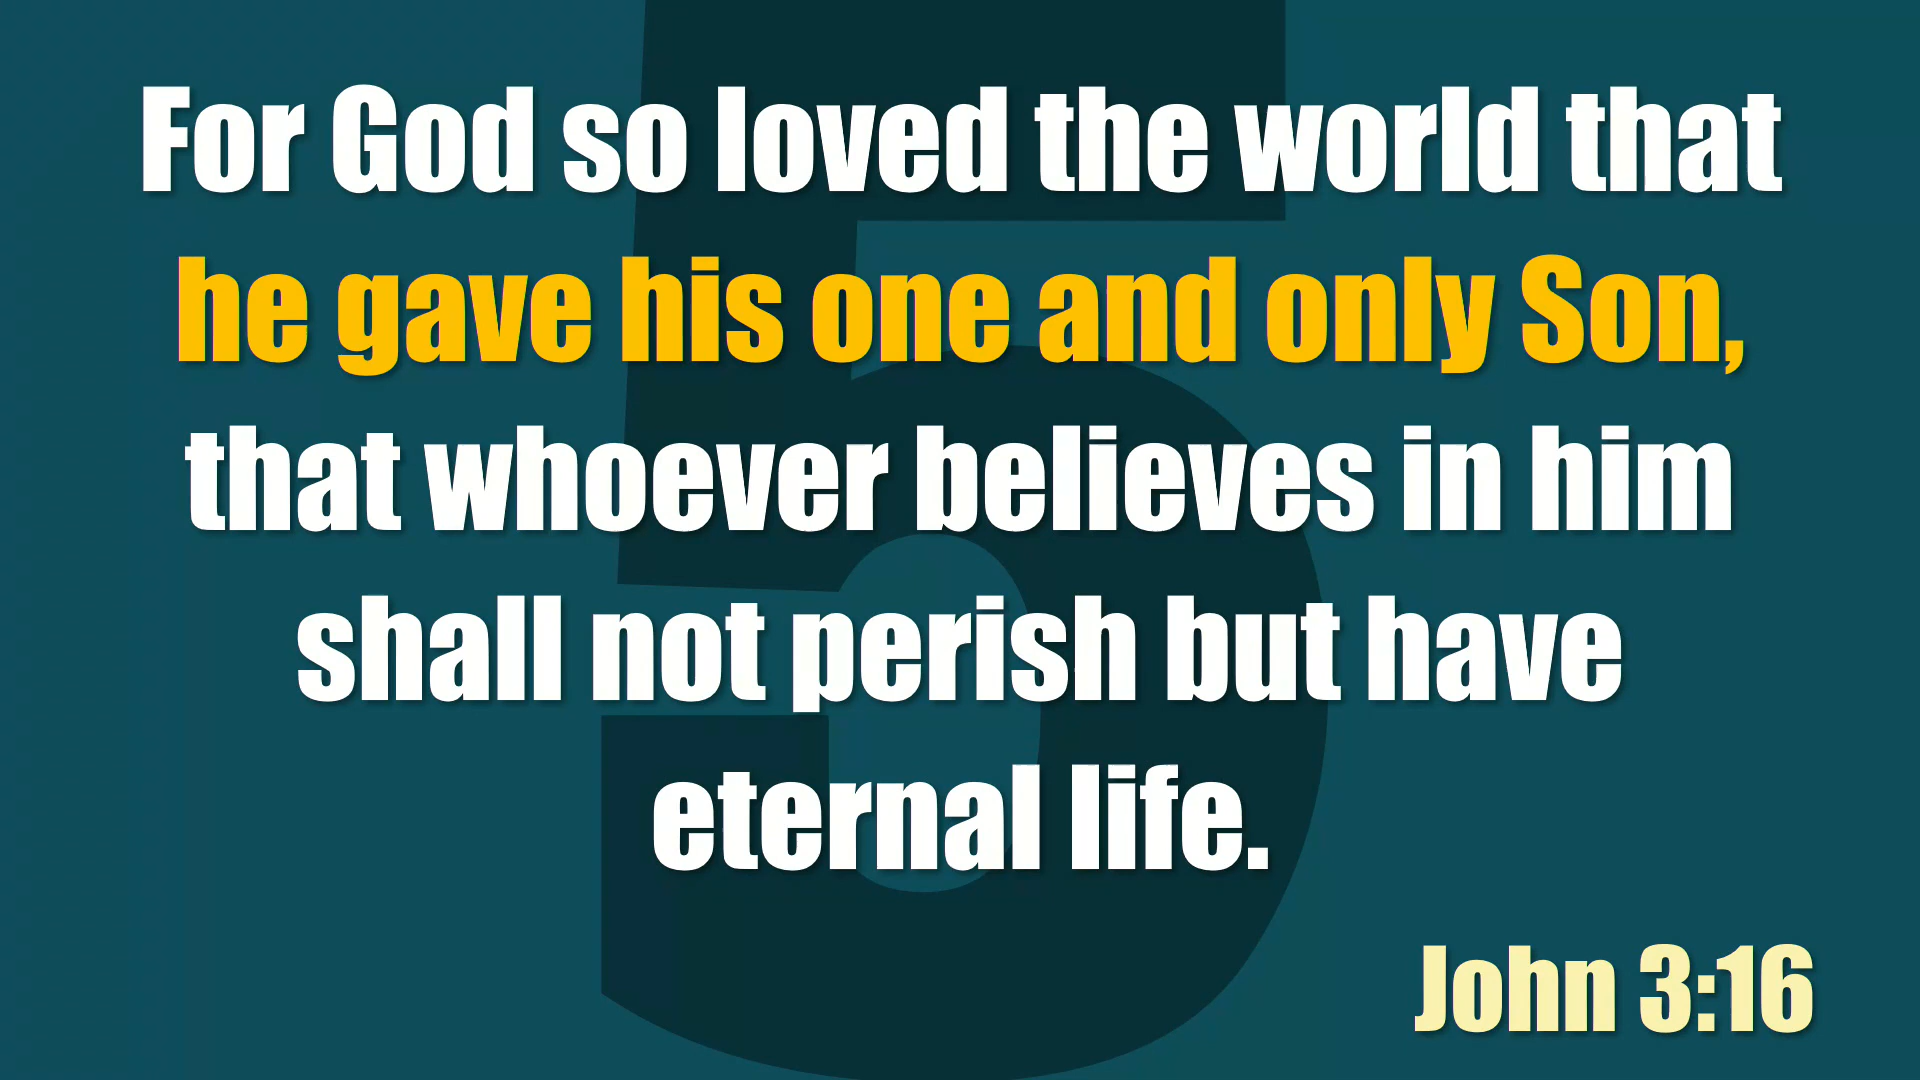 5
For God so loved the world that
he gave his one and only Son,
that whoever believes in him
shall not perish but have
eternal life.
John 3:16